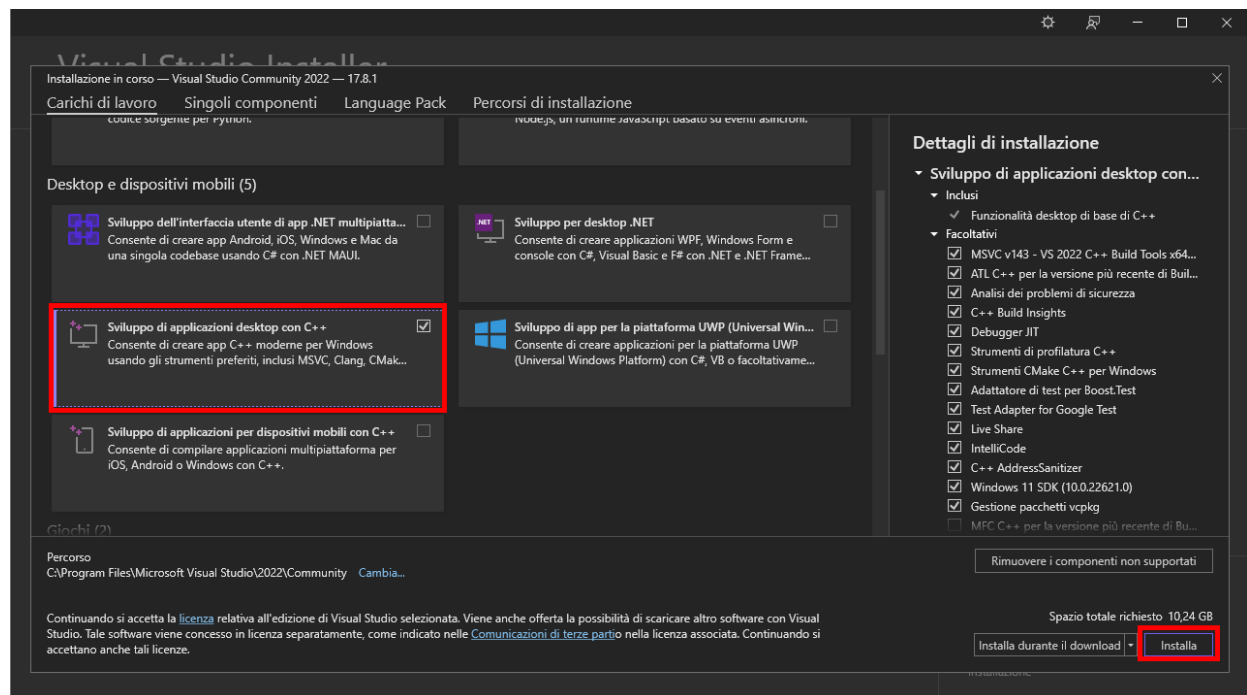 Visual Studio Installer
Installazione in corso — Visual Studio Community 2022 — 17.8.1
Carichi di lavoro Singoli componenti Language Pack Percorsi di installazione
codice sorgente per Python.
Node.js, un runtime JavaScript basato su eventi asincroni.
Desktop e dispositivi mobili (5)
Sviluppo dell'interfaccia utente di app .NET multipiatta...
Consente di creare app Android, iOS, Windows e Mac da
una singola codebase usando C# con .NET MAUI.
.NET
Sviluppo per desktop .NET
Consente di creare applicazioni WPF, Windows Form e
console con C#, Visual Basic e F# con .NET e .NET Frame...
Sviluppo di applicazioni desktop con C++
Consente di creare app C++ moderne per Windows
usando gli strumenti preferiti, inclusi MSVC, Clang, CMak...
Sviluppo di app per la piattaforma UWP (Universal Win...
Consente di creare applicazioni per la piattaforma UWP
(Universal Windows Platform) con C#, VB o facoltativame...
Sviluppo di applicazioni per dispositivi mobili con C++
Consente di compilare applicazioni multipiattaforma per
iOS, Android o Windows con C++.
Giochi (2)
Dettagli di installazione
Sviluppo di applicazioni desktop con...
Inclusi
Funzionalità desktop di base di C++
Facoltativi
MSVC v143 - VS 2022 C++ Build Tools x64...
ATL C++ per la versione più recente di Buil...
Analisi dei problemi di sicurezza
C++ Build Insights
Debugger JIT
Strumenti di profilatura C++
Strumenti CMake C++ per Windows
Adattatore di test per Boost.Test
Test Adapter for Google Test
Live Share
IntelliCode
C++ AddressSanitizer
Windows 11 SDK (10.0.22621.0)
Gestione pacchetti vcpkg
MFC C++ per la versione più recente di Bu...
Percorso
C:\Program Files\Microsoft Visual Studio\2022\Community Cambia...
Rimuovere i componenti non supportati
Continuando si accetta la licenza relativa all'edizione di Visual Studio selezionata. Viene anche offerta la possibilità di scaricare altro software con Visual
Studio. Tale software viene concesso in licenza separatamente, come indicato nelle Comunicazioni di terze partio nella licenza associata. Continuando si
accettano anche tali licenze.
Spazio totale richiesto 10,24 GB
Installa durante il download Installa
installazione